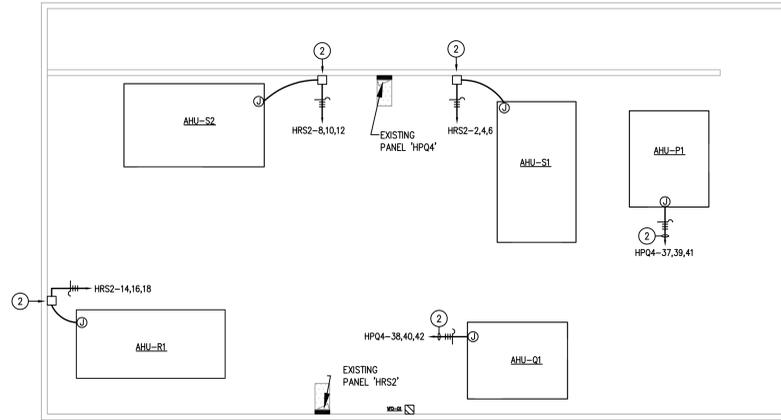 2
2
AHU-S2
HRS2-8,10,12
EXISTING
PANEL 'HPQ4'
HRS2-2,4,6
AHU-S1
AHU-P1
2
HPQ4-37,39,41
J
J
J
HRS2-14,16,18
2
J
AHU-R1
2
HPQ4-38,40,42
J
AHU-Q1
EXISTING
PANEL 'HRS2'